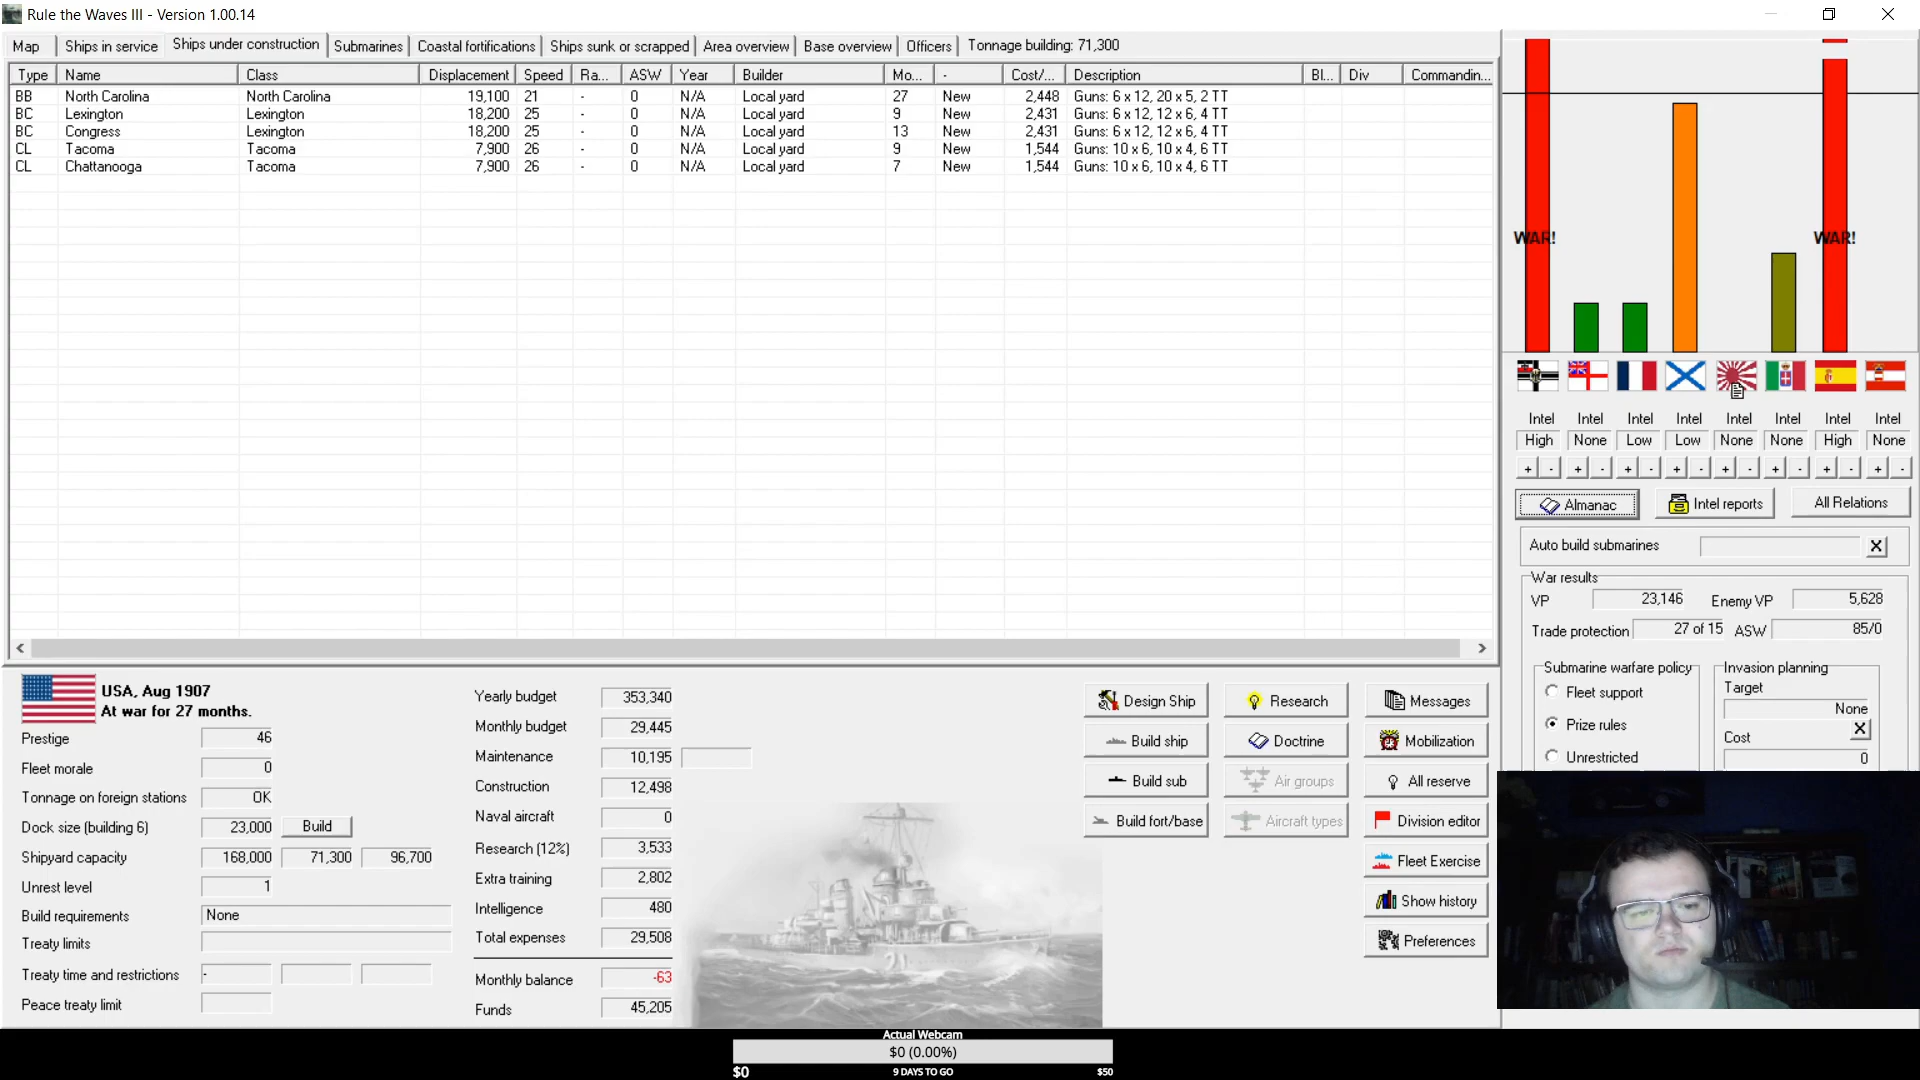 Rule the Waves III - Version 1.00.14
Map Ships in service Ships under construction Submarines Coastal fortifications Ships sunk or scrapped Area overview Base overview Officers Tonnage building: 71,300
Type Name Class Displacement Speed Ra... ASW Year Builder Mo... - Cost/... Description Bl... Div Commandin...
BB North Carolina North Carolina 19,100 21 - 0 N/A Local yard 27 New 2,448 Guns: 6 x 12, 20 x 5, 2 TT
BC Lexington Lexington 18,200 25 - 0 N/A Local yard 9 New 2,431 Guns: 6 x 12, 12 x 6, 4 TT
BC Congress Lexington 18,200 25 - 0 N/A Local yard 13 New 2,431 Guns: 6 x 12, 12 x 6, 4 TT
CL Tacoma Tacoma 7,900 26 - 0 N/A Local yard 9 New 1,544 Guns: 10 x 6, 10 x 4, 6 TT
CL Chattanooga Tacoma 7,900 26 - 0 N/A Local yard 7 New 1,544 Guns: 10 x 6, 10 x 4, 6 TT
WAR! WAR!
Intel Intel Intel Intel Intel Intel Intel Intel
High None Low Low None None High None
+ - + - + - + - + - + - + - + -
Almanac Intel reports All Relations
Auto build submarines X
War results
VP 23,146 Enemy VP 5,628
Trade protection 27 of 15 ASW 85/0
Submarine warfare policy
Fleet support
Prize rules
Unrestricted
Invasion planning
Target
None
X
Cost
0
USA, Aug 1907
At war for 27 months.
Prestige 46
Fleet morale 0
Tonnage on foreign stations OK
Dock size (building 6) 23,000 Build
Shipyard capacity 168,000 71,300 96,700
Unrest level 1
Build requirements None
Treaty limits
Treaty time and restrictions -
Peace treaty limit
Yearly budget 353,340
Monthly budget 29,445
Maintenance 10,195
Construction 12,498
Naval aircraft 0
Research (12%) 3,533
Extra training 2,802
Intelligence 480
Total expenses 29,508
Monthly balance -63
Funds 45,205
Design Ship Research Messages
Build ship Doctrine Mobilization
Build sub Air groups All reserve
Build fort/base Aircraft types Division editor
Fleet Exercise
Show history
Preferences
Actual Webcam
$0 (0.00%)
$0 9 DAYS TO GO $50